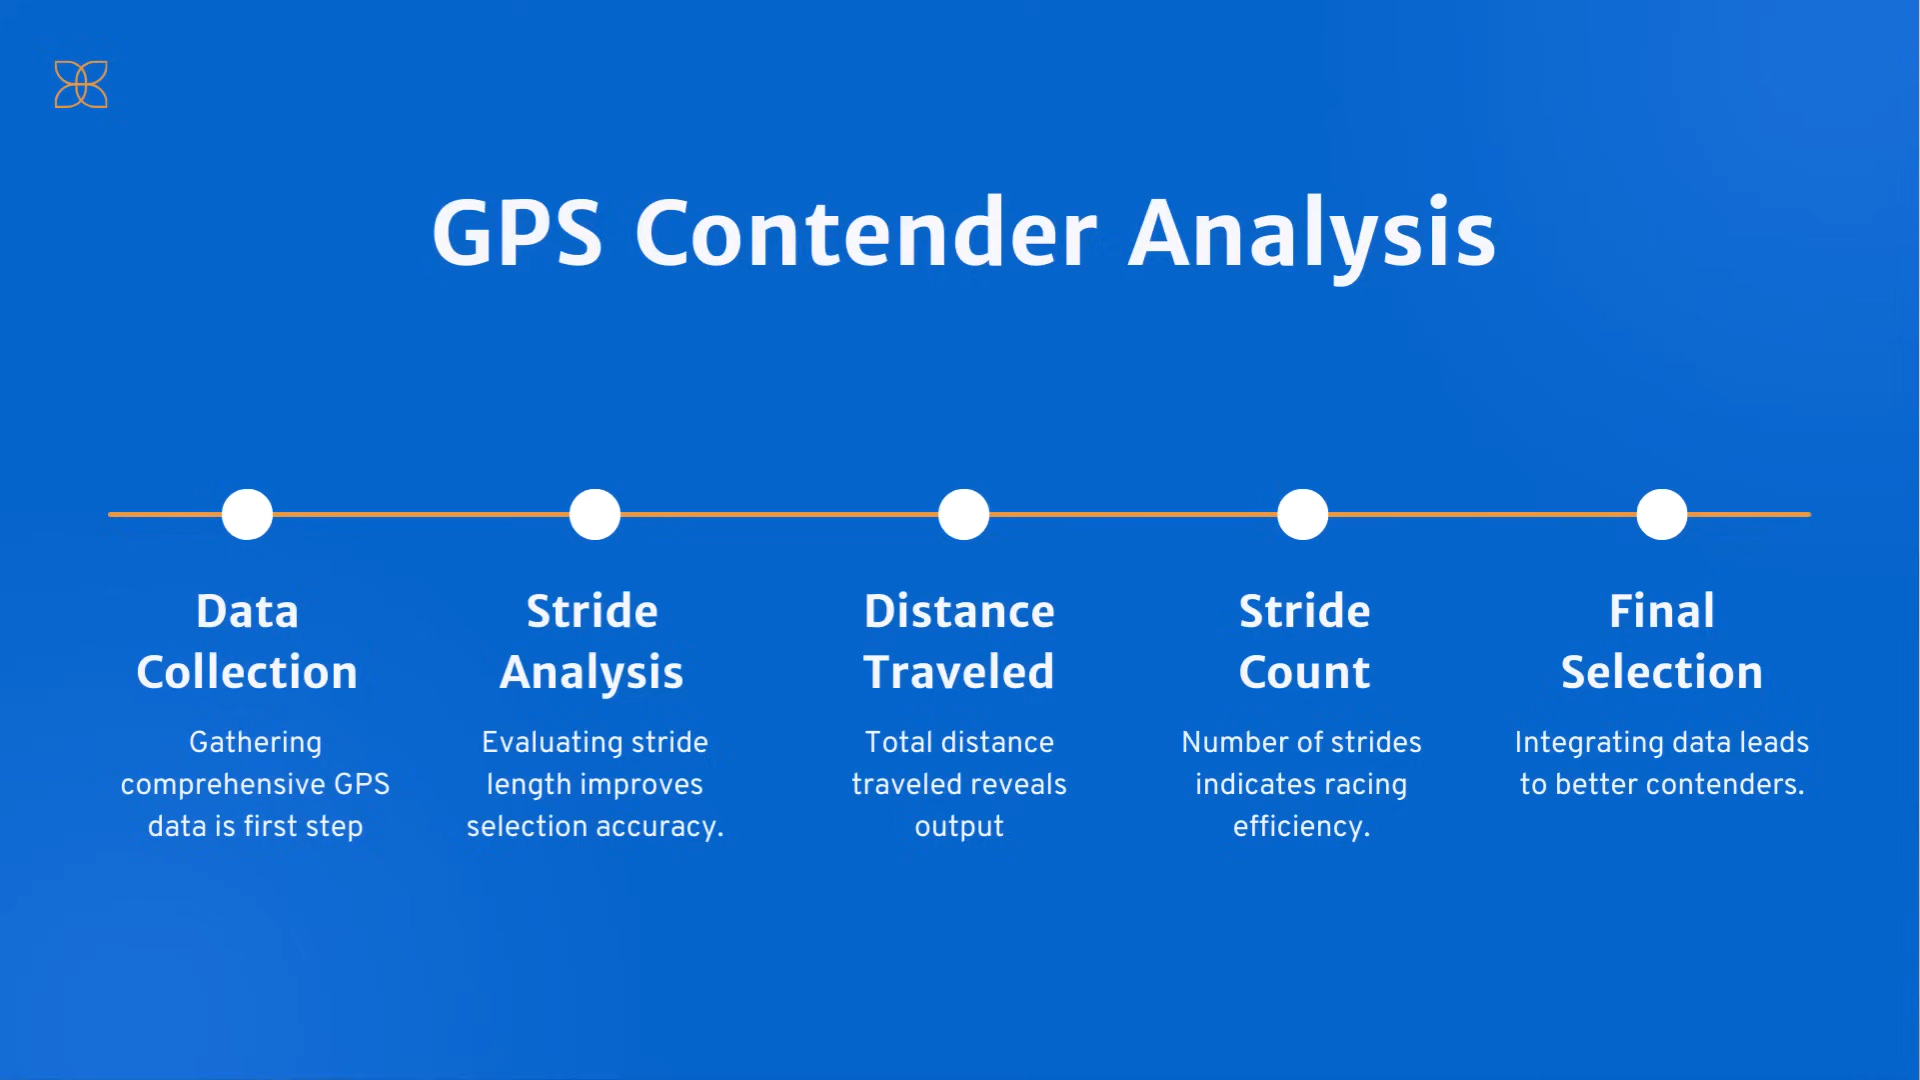 GPS Contender Analysis
Data
Collection
Gathering
comprehensive GPS
data is first step
Stride
Analysis
Evaluating stride
length improves
selection accuracy.
Distance
Traveled
Total distance
traveled reveals
output
Stride
Count
Number of strides
indicates racing
efficiency.
Final
Selection
Integrating data leads
to better contenders.